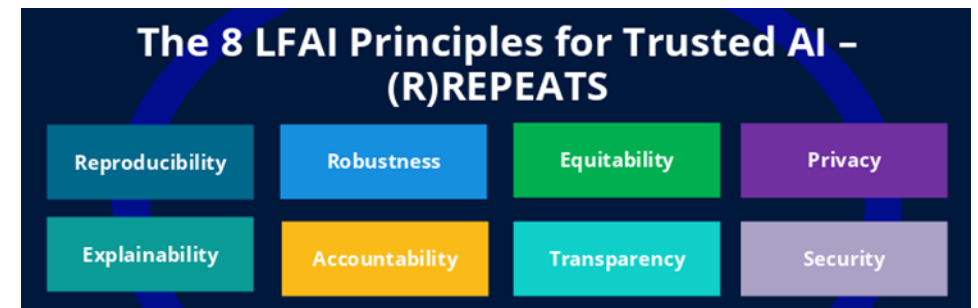 The 8 LFAI Principles for Trusted AI –
(R)REPEATS
Reproducibility
Robustness
Equitability
Privacy
Explainability
Accountability
Transparency
Security